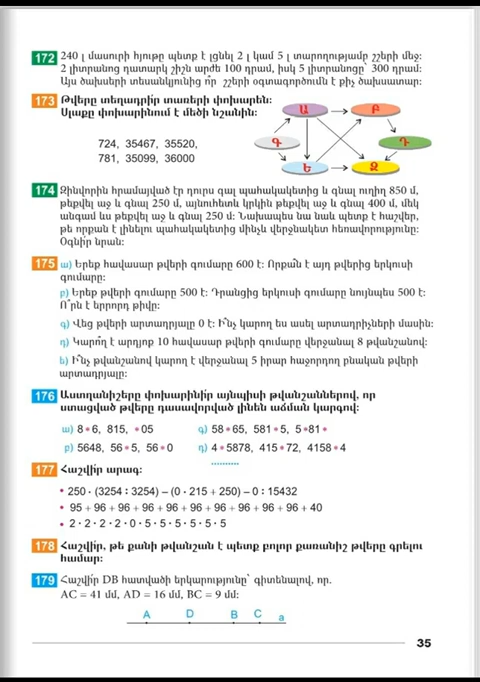 172 240 լ մասուրի հյութը պետք է լցնել 2 լ կամ 5 լ տարողությամբ շշերի մեջ:
2 լիտրանոց դատարկ շիշն արժե 100 դրամ, իսկ 5 լիտրանոցը՝ 300 դրամ:
Այս ծախսերի տեսանկյունից ո՞ր շշերի օգտագործումն է քիչ ծախսատար:
173 Թվերը տեղադրի՛ր տառերի փոխարեն:
Սլաքը փոխարինում է մեծի նշանին:
724, 35467, 35520,
781, 35099, 36000
Ա Բ
Գ Դ
Ե Զ
174 Զինվորին հրամայված էր դուրս գալ պահակակետից և գնալ ուղիղ 850 մ,
թեքվել աջ և գնալ 250 մ, այնուհետև կրկին թեքվել աջ և գնալ 400 մ, մեկ
անգամ ևս թեքվել աջ և գնալ 250 մ: Նախապես նա նաև պետք է հաշվեր,
թե որքան է լինելու պահակակետից մինչև վերջնակետ հեռավորությունը:
Օգնի՛ր նրան:
175 ա) Երեք հավասար թվերի գումարը 600 է: Որքա՞ն է այդ թվերից երկուսի
գումարը:
բ) Երեք թվերի գումարը 500 է: Դրանցից երկուսի գումարը նույնպես 500 է:
Ո՞րն է երրորդ թիվը:
գ) Վեց թվերի արտադրյալը 0 է: Ի՞նչ կարող ես ասել արտադրիչների մասին:
դ) Կարո՞ղ է արդյոք 10 հավասար թվերի գումարը վերջանալ 8 թվանշանով:
ե) Ի՞նչ թվանշանով կարող է վերջանալ 5 իրար հաջորդող բնական թվերի
արտադրյալը:
176 Աստղանիշերը փոխարինի՛ր այնպիսի թվանշաններով, որ
ստացված թվերը դասավորված լինեն աճման կարգով:
ա) 8*6, 815, *05 գ) 58*65, 581*5, 5*81*
բ) 5648, 56*5, 56*0 դ) 4*5878, 415*72, 4158*4
177 Հաշվի՛ր արագ:
• 250 · (3254 : 3254) – (0 · 215 + 250) – 0 : 15432
• 95 + 96 + 96 + 96 + 96 + 96 + 96 + 96 + 96 + 96 + 40
• 2 · 2 · 2 · 2 · 0 · 5 · 5 · 5 · 5 · 5 · 5
178 Հաշվի՛ր, թե քանի թվանշան է պետք բոլոր քառանիշ թվերը գրելու
համար:
179 Հաշվի՛ր DB հատվածի երկարությունը՝ գիտենալով, որ.
AC = 41 մմ, AD = 16 մմ, BC = 9 մմ:
A D B C a
35